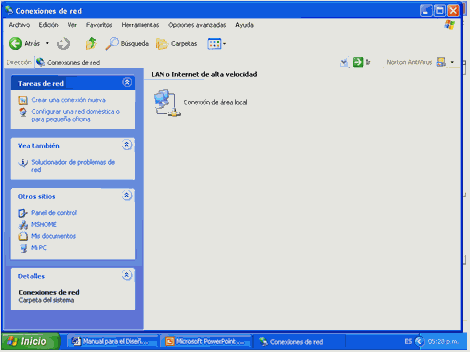 Conexiones de red
Archivo Edición Ver Favoritos Herramientas Opciones avanzadas Ayuda
Atrás Búsqueda Carpetas
Dirección Conexiones de red Ir Norton AntiVirus
Tareas de red
Crear una conexión nueva
Configurar una red doméstica o
para pequeña oficina
Vea también
Solucionador de problemas de
red
Otros sitios
Panel de control
MSHOME
Mis documentos
Mi PC
Detalles
Conexiones de red
Carpeta del sistema
LAN o Internet de alta velocidad
Conexión de área local
Inicio Manual para el Diseñ... Microsoft PowerPoint ... Conexiones de red ES 05:20 p.m.